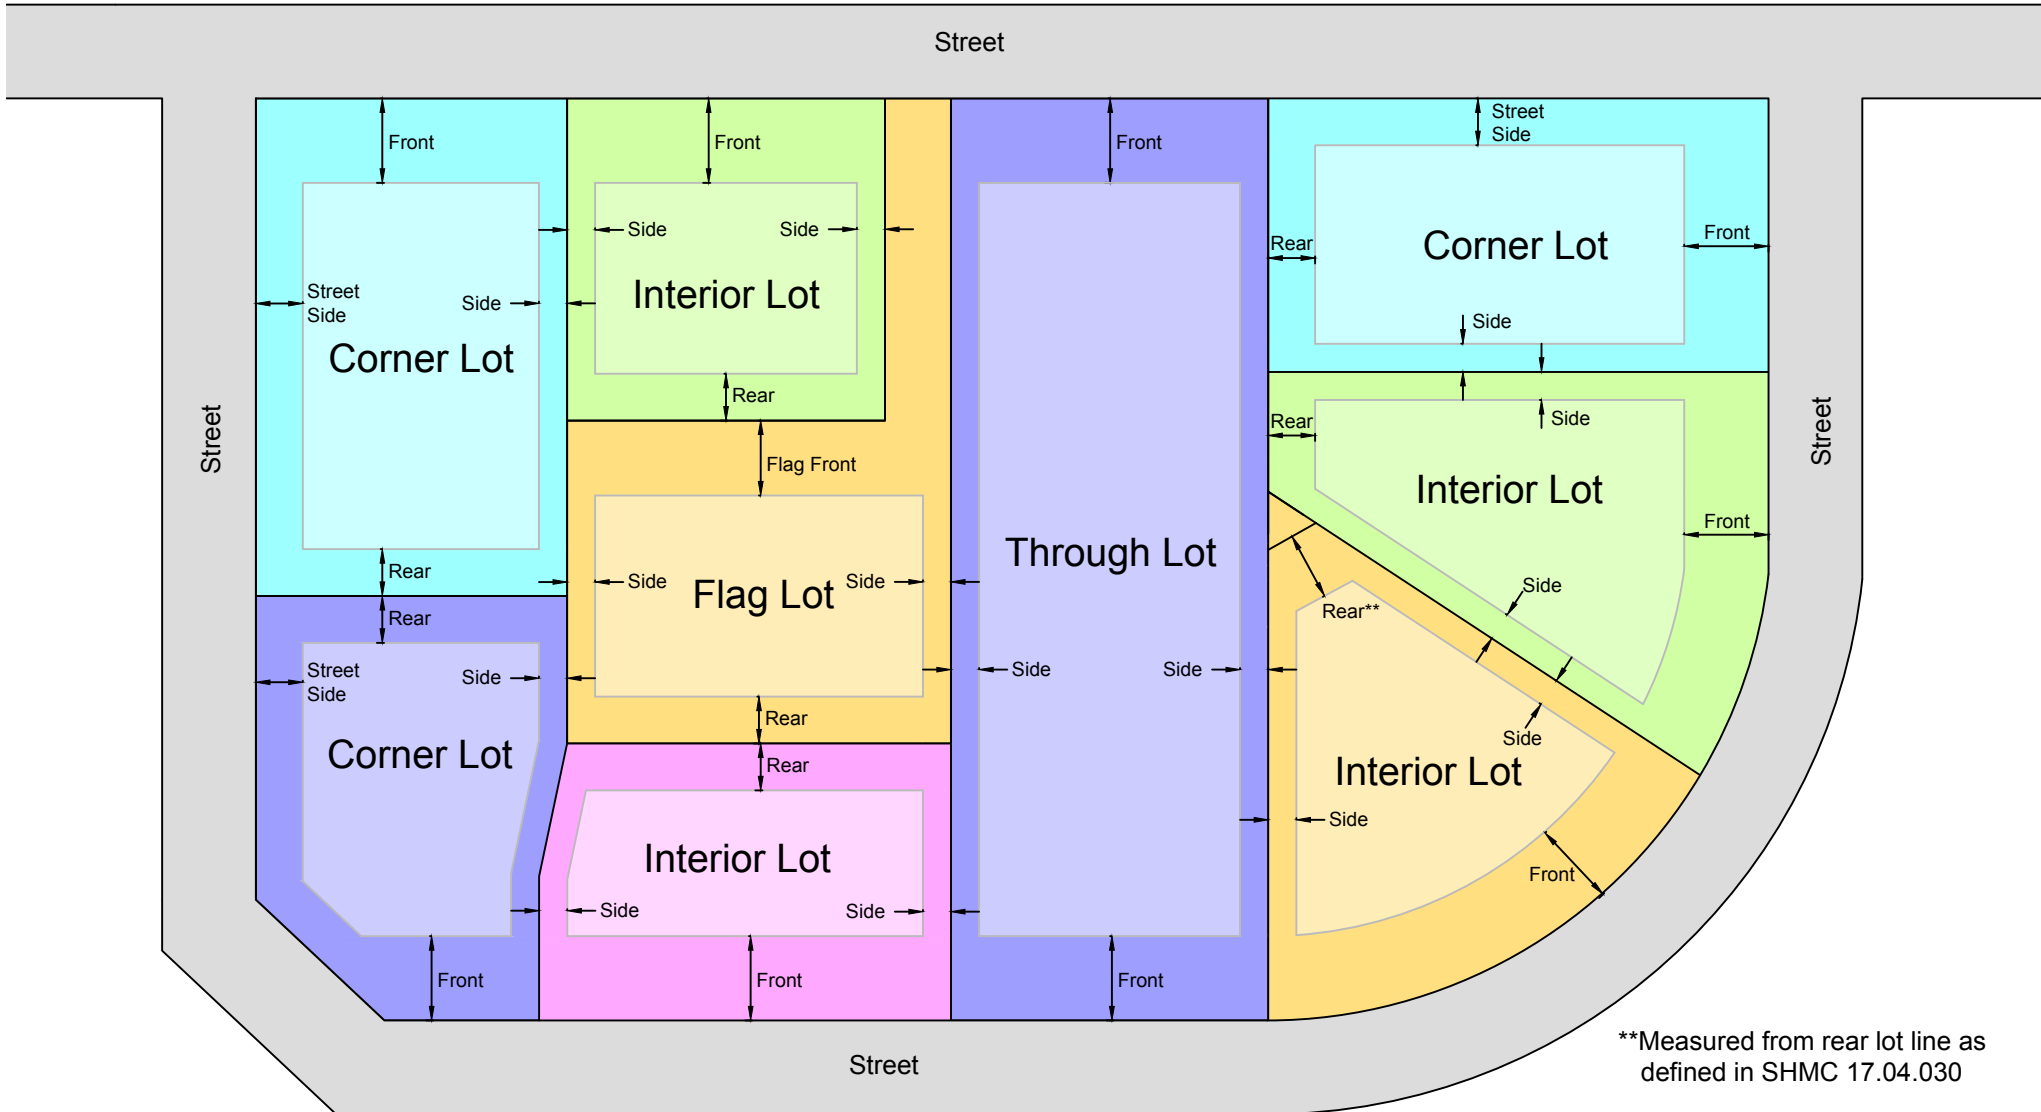 Street
Front
Front
Front
Street
Side
Side
Side
Corner Lot
Front
Rear
Interior Lot
Street
Side
Side
Side
Corner Lot
Rear
Rear
Side
Street
Street
Flag Front
Interior Lot
Front
Through Lot
Rear
Side
Side
Flag Lot
Side
Rear**
Rear
Street
Side
Side
Side
Side
Rear
Side
Corner Lot
Rear
Interior Lot
Side
Interior Lot
Front
Side
Side
Front
Front
Front
Street
**Measured from rear lot line as
defined in SHMC 17.04.030